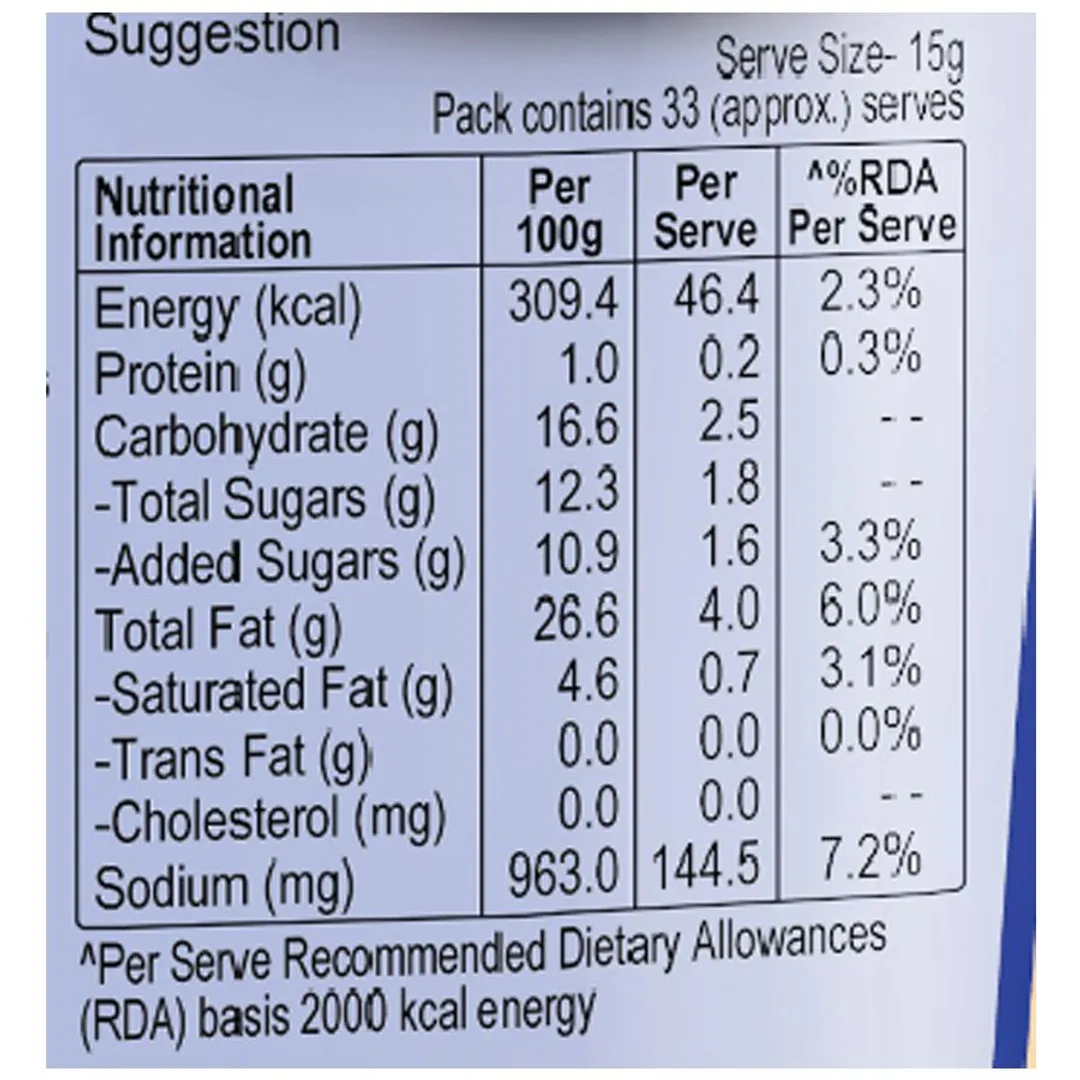 Suggestion
Serve Size- 15g
Pack contains 33 (approx.) serves
Nutritional Information Per 100g Per Serve ^%RDA Per Serve
Energy (kcal) 309.4 46.4 2.3%
Protein (g) 1.0 0.2 0.3%
Carbohydrate (g) 16.6 2.5 --
-Total Sugars (g) 12.3 1.8 --
-Added Sugars (g) 10.9 1.6 3.3%
Total Fat (g) 26.6 4.0 6.0%
-Saturated Fat (g) 4.6 0.7 3.1%
-Trans Fat (g) 0.0 0.0 0.0%
-Cholesterol (mg) 0.0 0.0 --
Sodium (mg) 963.0 144.5 7.2%
^Per Serve Recommended Dietary Allowances
(RDA) basis 2000 kcal energy